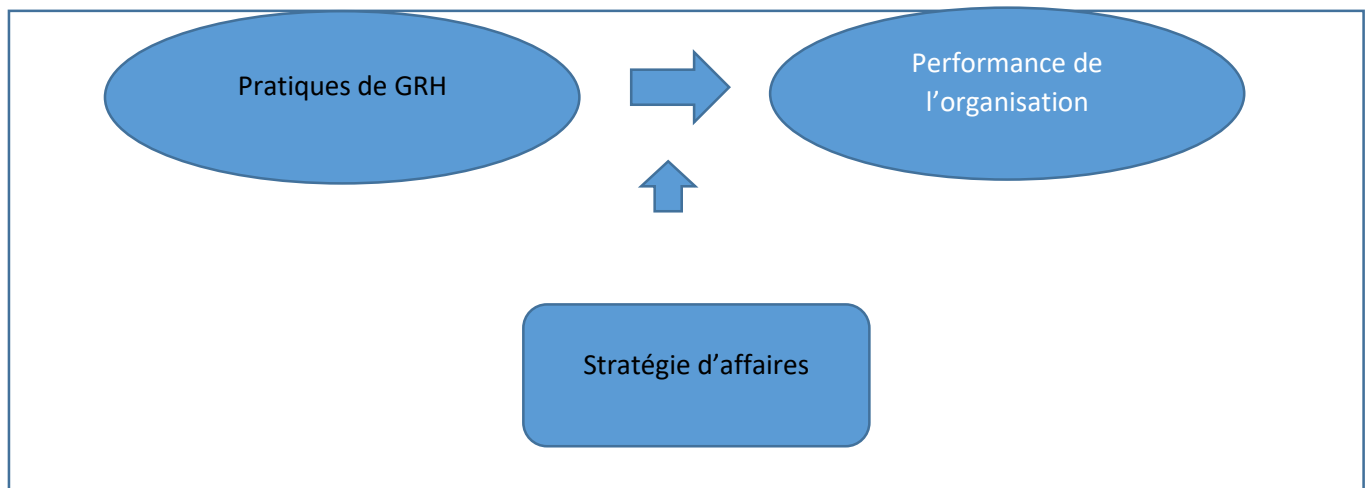 Pratiques de GRH
Performance de
l’organisation
Stratégie d’affaires